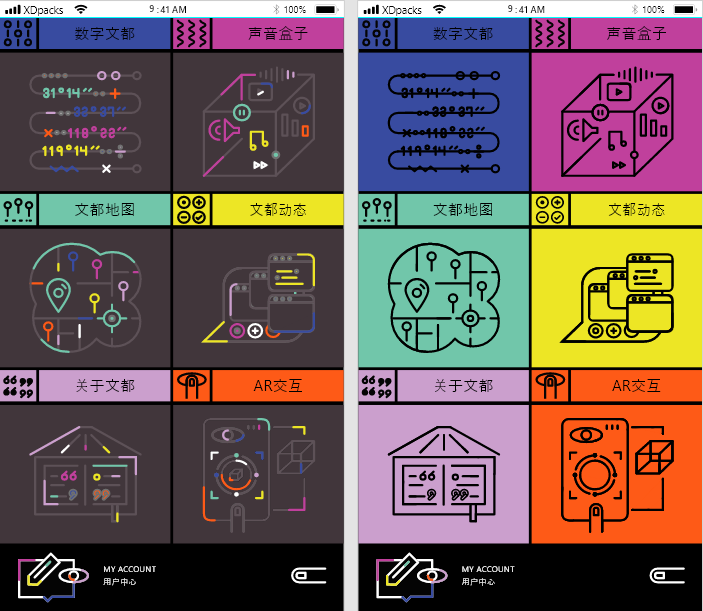 XDpacks 9:41 AM 100%
数字文都 声音盒子
31°14″
33°37″
118°22″
119°14″
文都地图 文都动态
关于文都 AR交互
MY ACCOUNT
用户中心
XDpacks 9:41 AM 100%
数字文都 声音盒子
31°14″
33°37″
118°22″
119°14″
文都地图 文都动态
关于文都 AR交互
MY ACCOUNT
用户中心